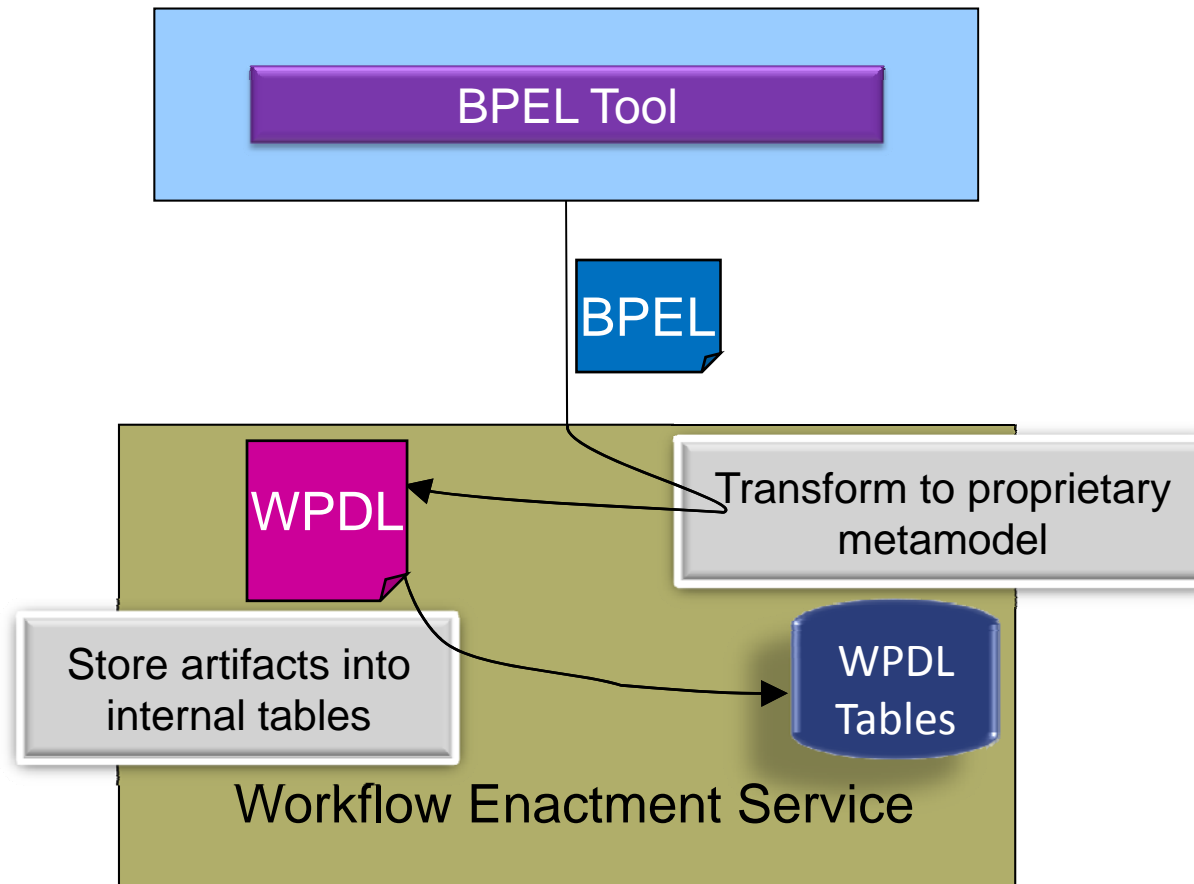 BPEL Tool
BPEL
WPDL
Transform to proprietary
metamodel
Store artifacts into
internal tables
WPDL
Tables
Workflow Enactment Service